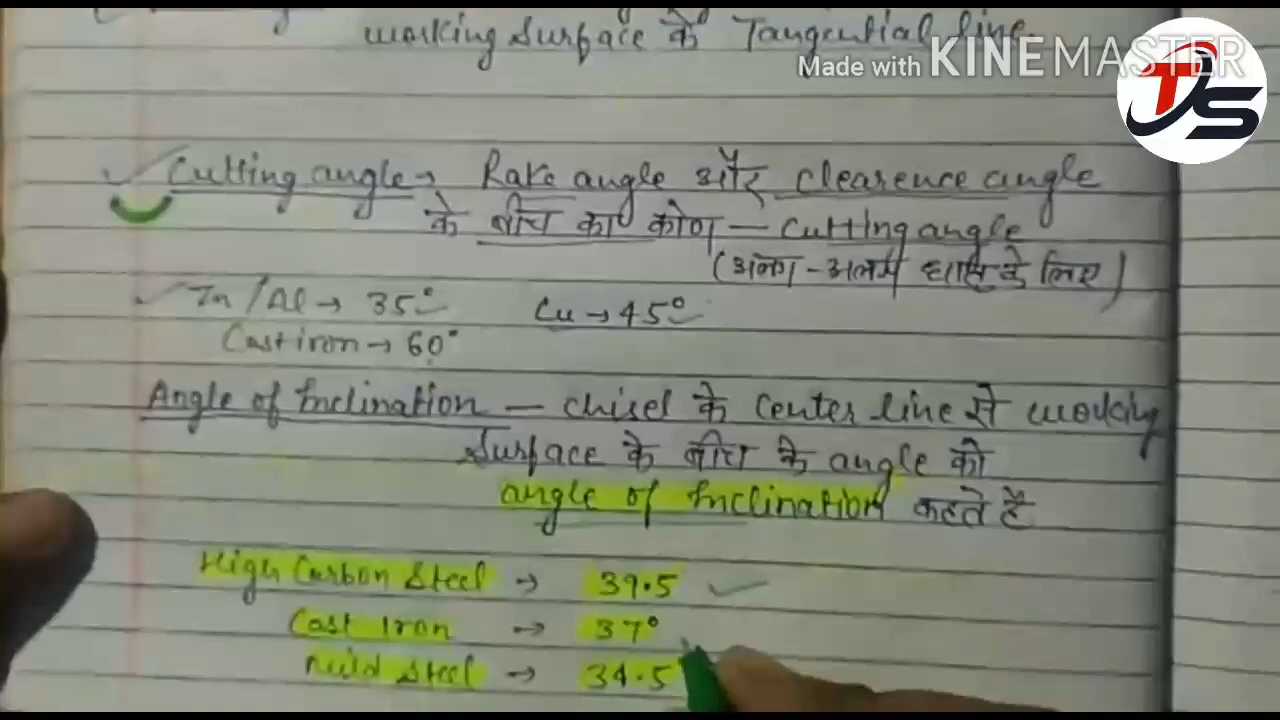 working surface के Tangential line.
Made with KINEMASTER
TJS
Cutting angle → Rake angle और clearence angle
के बीच का कोण — cutting angle
(अलग - अलग धातु के लिए)
Zn/Al → 35° Cu → 45°
Cast iron → 60°
Angle of Inclination — chisel के center line से working
surface के बीच के angle को
angle of Inclination कहते है
High Carbon Steel → 39.5
Cast Iron → 37°
Mild Steel → 34.5